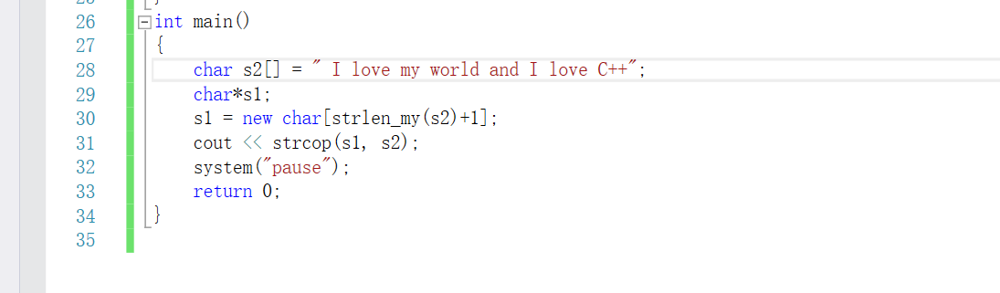 26 int main()
27 {
28 char s2[] = " I love my world and I love C++";
29 char*s1;
30 s1 = new char[strlen_my(s2)+1];
31 cout << strcop(s1, s2);
32 system("pause");
33 return 0;
34 }
35